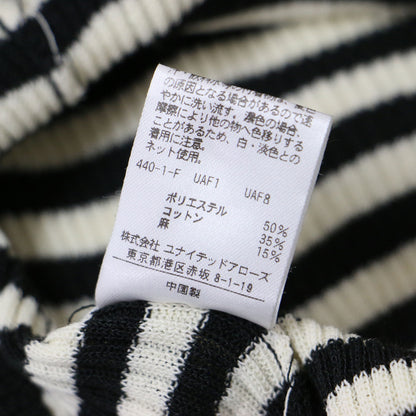 の原因となる場合があるので速
やかに洗い流す。濃色の場合、
摩擦により他の物へ色移りする
ことがあるため、白・淡色との
着用に注意。
ネット使用。
440-1-F UAF1 UAF8
ポリエステル 50%
コットン 35%
麻 15%
株式会社 ユナイテッドアローズ
東京都港区赤坂 8-1-19
中国製